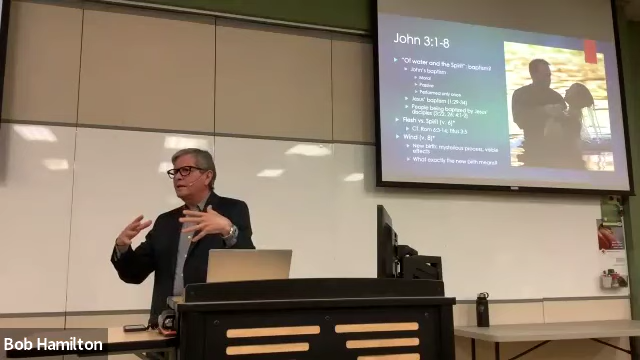 John 3:1-8
"Of water and the Spirit": baptism?
John's baptism
Moral
Passive
Performed only once
Jesus' baptism (1:29-34)
People being baptized by Jesus'
disciples (3:22, 26; 4:1-2)
Flesh vs. Spirit (v. 6)"
Cf. Rom 6:3-14; Titus 3:5
Wind (v. 8)"
New birth: mysterious process, visible
effects
What exactly the new birth means?
Bob Hamilton